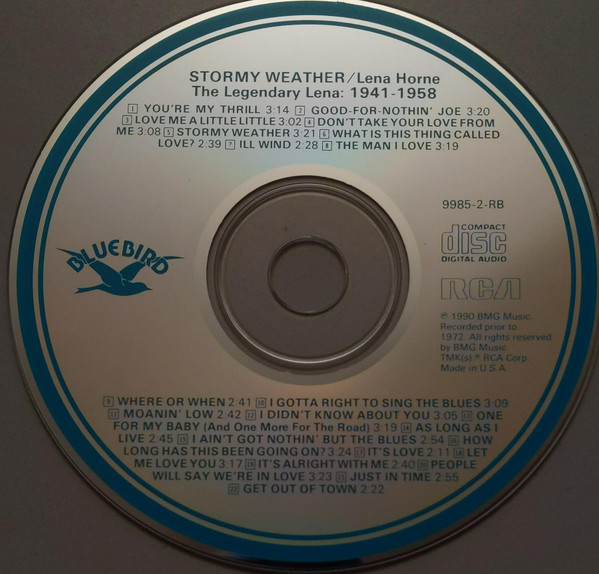 STORMY WEATHER/Lena Horne
The Legendary Lena: 1941-1958
1 YOU'RE MY THRILL 3:14 2 GOOD-FOR-NOTHIN' JOE 3:20
3 LOVE ME A LITTLE LITTLE 3:02 4 DON'T TAKE YOUR LOVE FROM
ME 3:08 5 STORMY WEATHER 3:21 6 WHAT IS THIS THING CALLED
LOVE? 2:39 7 ILL WIND 2:28 8 THE MAN I LOVE 3:19
BLUEBIRD
9985-2-RB
COMPACT
disc
DIGITAL AUDIO
RCA
℗ 1990 BMG Music.
Recorded prior to
1972. All rights reserved
by BMG Music.
TMK(s) ® RCA Corp.
Made in U.S.A.
9 WHERE OR WHEN 2:41 10 I GOTTA RIGHT TO SING THE BLUES 3:09
11 MOANIN' LOW 2:42 12 I DIDN'T KNOW ABOUT YOU 3:05 13 ONE
FOR MY BABY (And One More For The Road) 3:19 14 AS LONG AS I
LIVE 2:45 15 I AIN'T GOT NOTHIN' BUT THE BLUES 2:54 16 HOW
LONG HAS THIS BEEN GOING ON? 3:24 17 IT'S LOVE 2:11 18 LET
ME LOVE YOU 3:17 19 IT'S ALRIGHT WITH ME 2:40 20 PEOPLE
WILL SAY WE'RE IN LOVE 3:23 21 JUST IN TIME 2:55
22 GET OUT OF TOWN 2:22